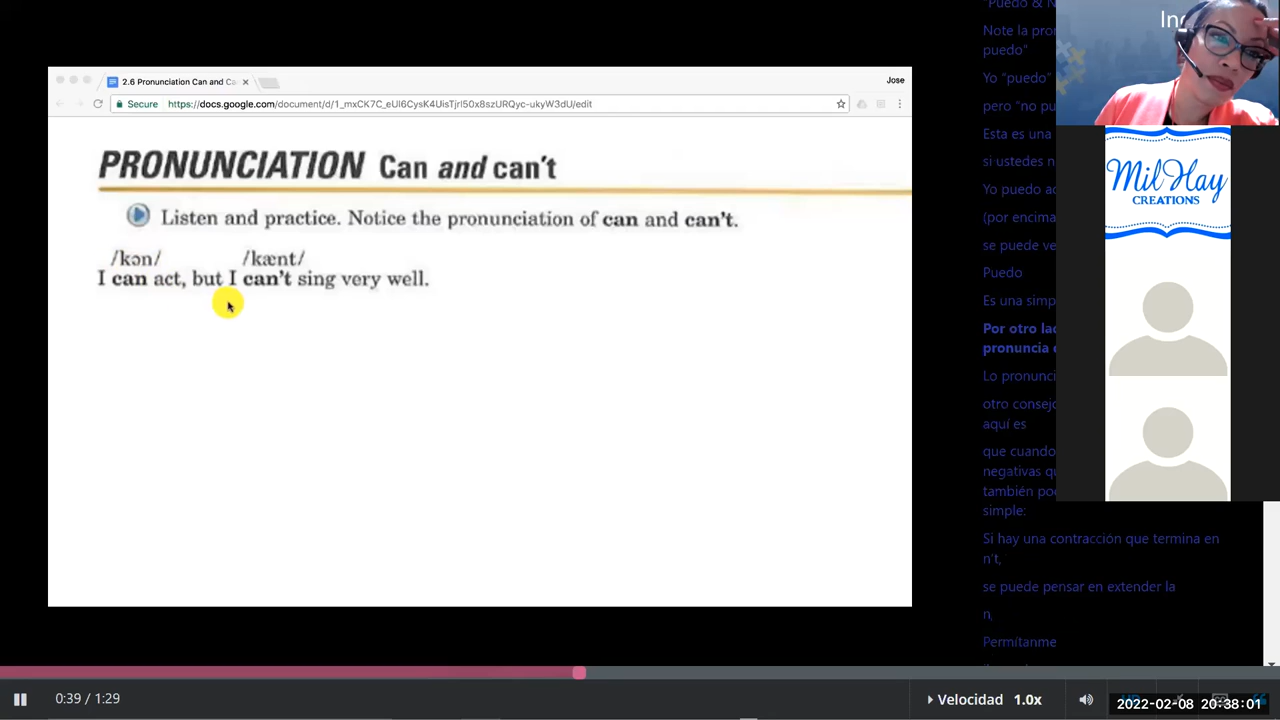 2.6 Pronunciation Can and Ca
Jose
Secure
https://docs.google.com/document/d/1_mxCK7C_eUl6CysK4UisTjrl50x8szURQyc-ukyW3dU/edit
PRONUNCIATION Can and can't
Listen and practice. Notice the pronunciation of can and can't.
/kən/ /kænt/
I can act, but I can't sing very well.
0:39 / 1:29
Velocidad 1.0x
"Puedo & N
Note la pro
puedo"
Yo "puedo"
pero "no pu
Esta es una
si ustedes n
Yo puedo ac
(por encima
se puede ve
Puedo
Es una simp
Por otro lad
pronuncia
Lo pronunci
otro consejo
aquí es
que cuando
negativas qu
también pod
simple:
Si hay una contracción que termina en
n't,
se puede pensar en extender la
n,
Permítanme
MilHay
CREATIONS
2022-02-08 20:38:01